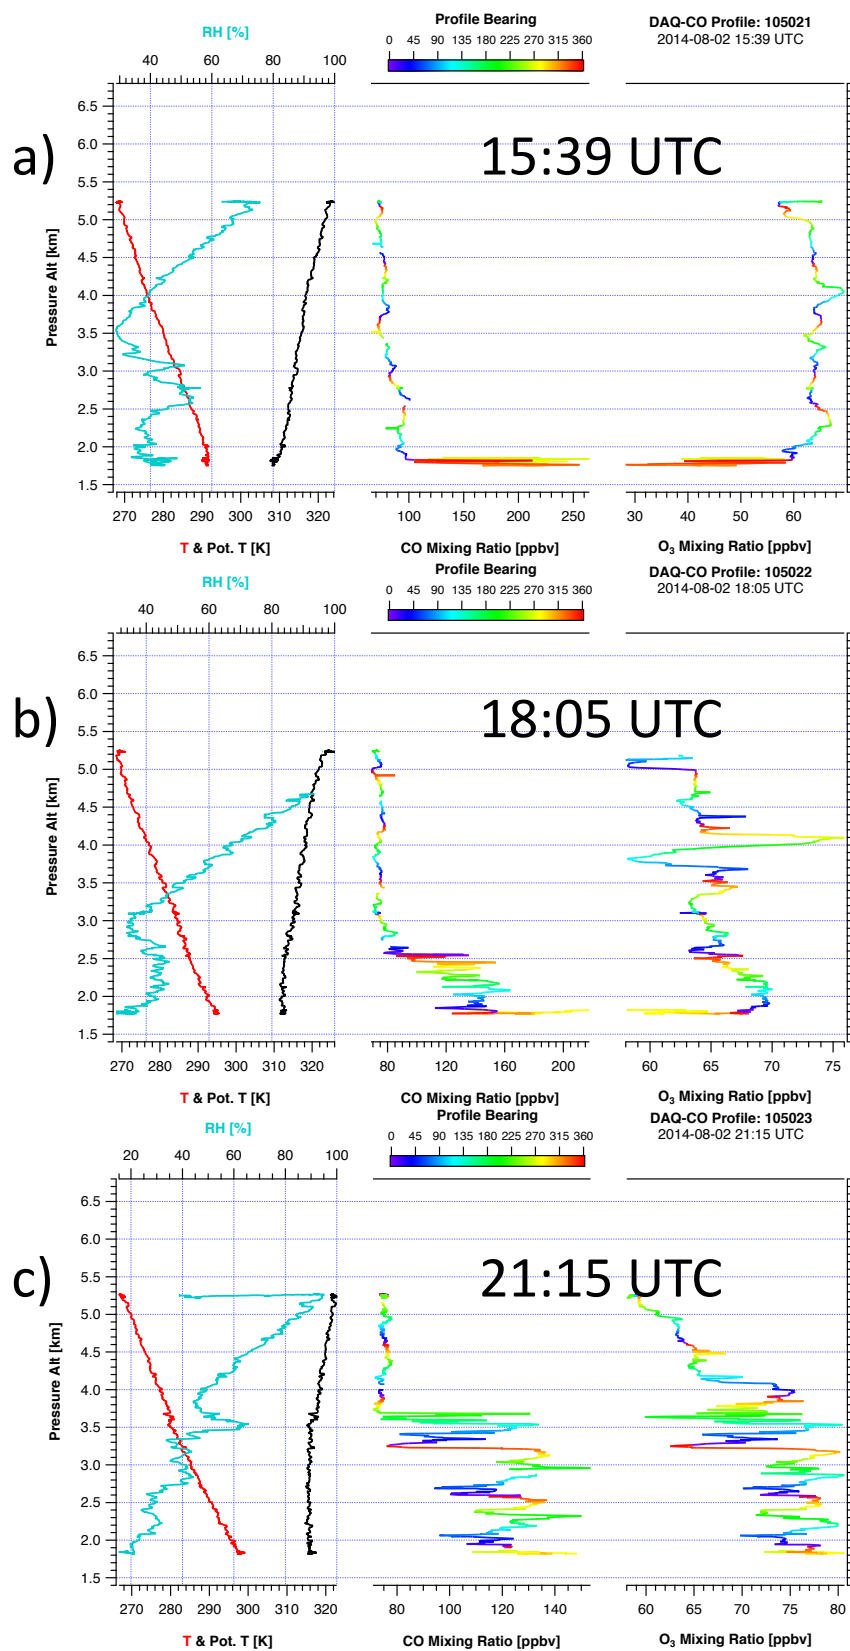 RH [%]
40 60 80 100
Profile Bearing
0 45 90 135 180 225 270 315 360
DAQ-CO Profile: 105021
2014-08-02 15:39 UTC
a)
15:39 UTC
Pressure Alt [km]
6.5
6.0
5.5
5.0
4.5
4.0
3.5
3.0
2.5
2.0
1.5
270 280 290 300 310 320
100 150 200 250
30 40 50 60
T & Pot. T [K]
CO Mixing Ratio [ppbv]
O₃ Mixing Ratio [ppbv]
RH [%]
40 60 80 100
Profile Bearing
0 45 90 135 180 225 270 315 360
DAQ-CO Profile: 105022
2014-08-02 18:05 UTC
b)
18:05 UTC
Pressure Alt [km]
6.5
6.0
5.5
5.0
4.5
4.0
3.5
3.0
2.5
2.0
1.5
270 280 290 300 310 320
80 120 160 200
60 65 70 75
T & Pot. T [K]
CO Mixing Ratio [ppbv]
O₃ Mixing Ratio [ppbv]
RH [%]
20 40 60 80 100
Profile Bearing
0 45 90 135 180 225 270 315 360
DAQ-CO Profile: 105023
2014-08-02 21:15 UTC
c)
21:15 UTC
Pressure Alt [km]
6.5
6.0
5.5
5.0
4.5
4.0
3.5
3.0
2.5
2.0
1.5
270 280 290 300 310 320
80 100 120 140
60 65 70 75 80
T & Pot. T [K]
CO Mixing Ratio [ppbv]
O₃ Mixing Ratio [ppbv]